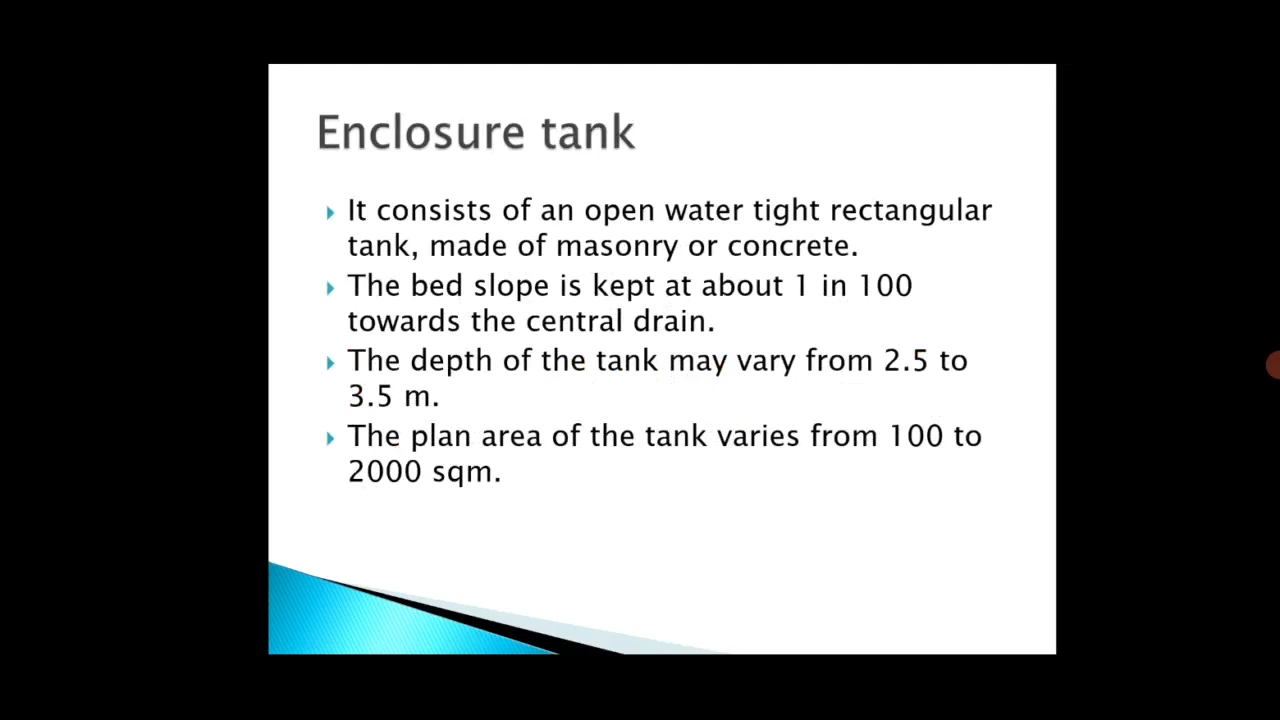 Enclosure tank
It consists of an open water tight rectangular
tank, made of masonry or concrete.
The bed slope is kept at about 1 in 100
towards the central drain.
The depth of the tank may vary from 2.5 to
3.5 m.
The plan area of the tank varies from 100 to
2000 sqm.